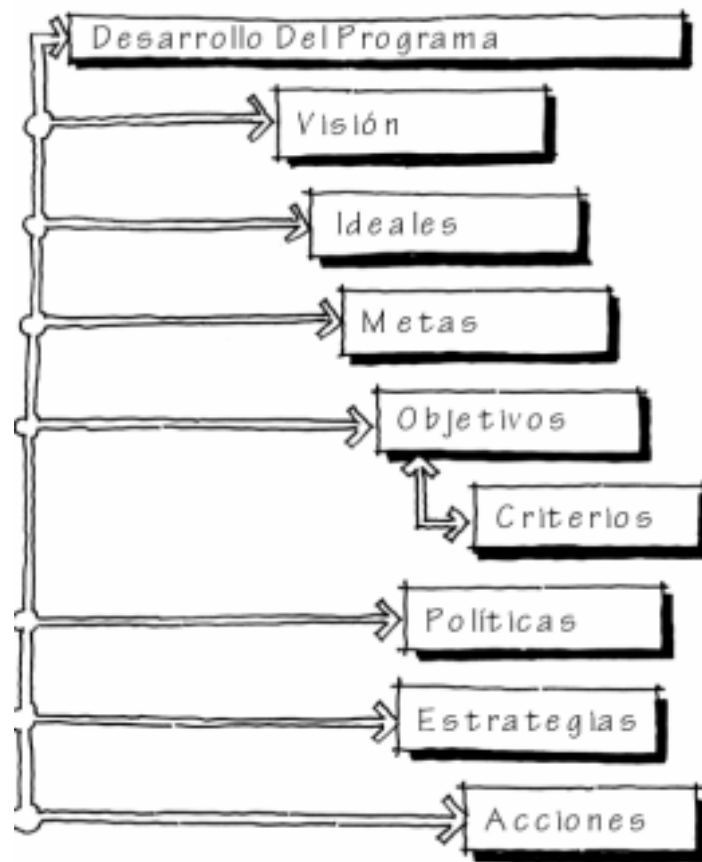 Desarrollo Del Programa
Visión
Ideales
Metas
Objetivos
Criterios
Políticas
Estrategias
Acciones